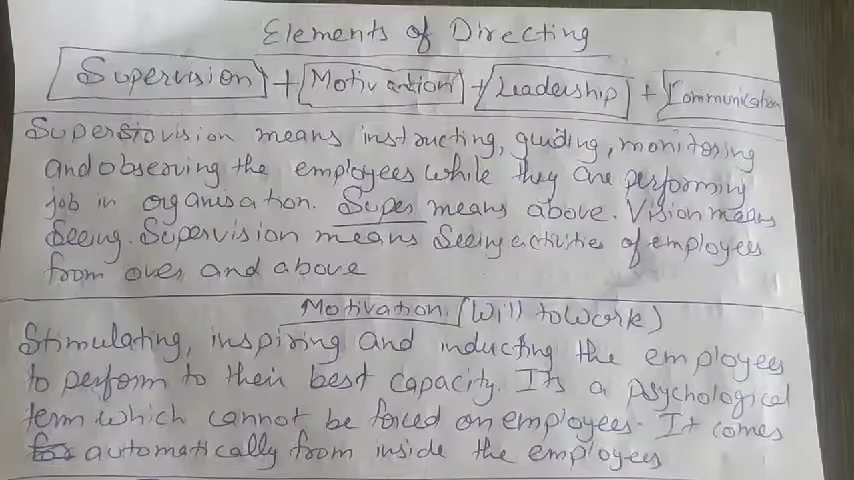 Elements of Directing
Supervision + Motivation + Leadership + Communication
Superstovision means instructing, guiding, monitoring
and observing the employees while they are performing
job in organisation. Super means above. Vision means
Seeing. Supervision means Seeing activities of employees
from over and above
Motivation (Will to work)
Stimulating, inspiring and inducting the employees
to perform to their best capacity. Its a Psychological
term which cannot be forced on employees. It comes
automatically from inside the employees